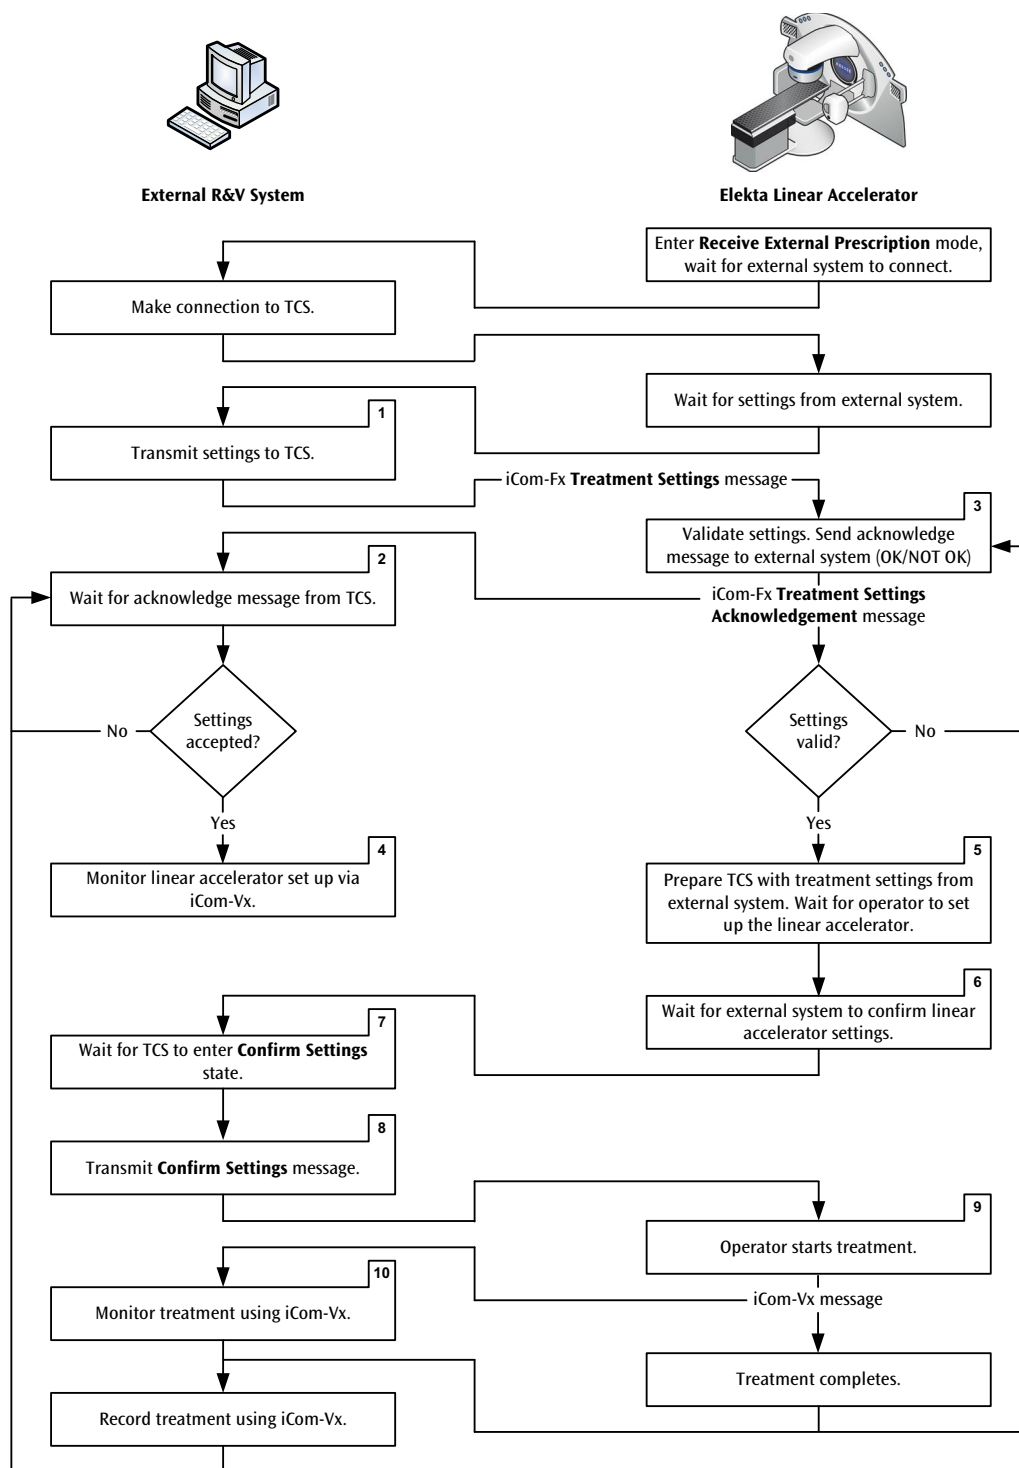 External R&V System
Elekta Linear Accelerator
Enter Receive External Prescription mode,
wait for external system to connect.
Make connection to TCS.
Wait for settings from external system.
1
Transmit settings to TCS.
iCom-Fx Treatment Settings message
3
Validate settings. Send acknowledge
message to external system (OK/NOT OK)
2
Wait for acknowledge message from TCS.
iCom-Fx Treatment Settings
Acknowledgement message
Settings
accepted?
No
Yes
Settings
valid?
No
Yes
4
Monitor linear accelerator set up via
iCom-Vx.
5
Prepare TCS with treatment settings from
external system. Wait for operator to set
up the linear accelerator.
6
Wait for external system to confirm linear
accelerator settings.
7
Wait for TCS to enter Confirm Settings
state.
8
Transmit Confirm Settings message.
9
Operator starts treatment.
10
Monitor treatment using iCom-Vx.
iCom-Vx message
Treatment completes.
Record treatment using iCom-Vx.